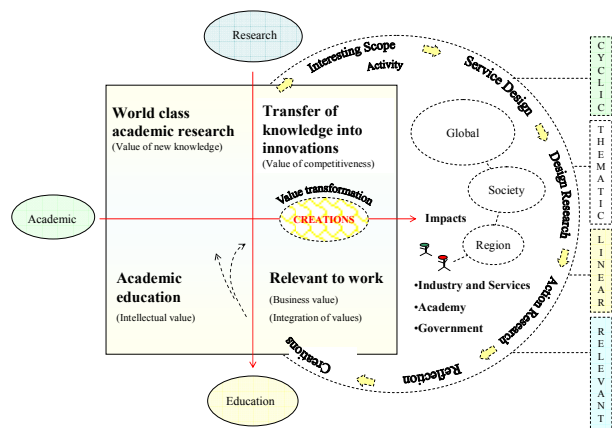 Research
Interesting Scope
Activity
Service Design
Design Research
Action Research
Reflection
Creations
World class
academic research
(Value of new knowledge)
Transfer of
knowledge into
innovations
(Value of competitiveness)
Global
Society
Region
Academic
Value transformation
CREATIONS
Impacts
Academic
education
(Intellectual value)
Relevant to work
(Business value)
(Integration of values)
•Industry and Services
•Academy
•Government
Education
CYCLIC
THEMATIC
LINEAR
RELEVANT